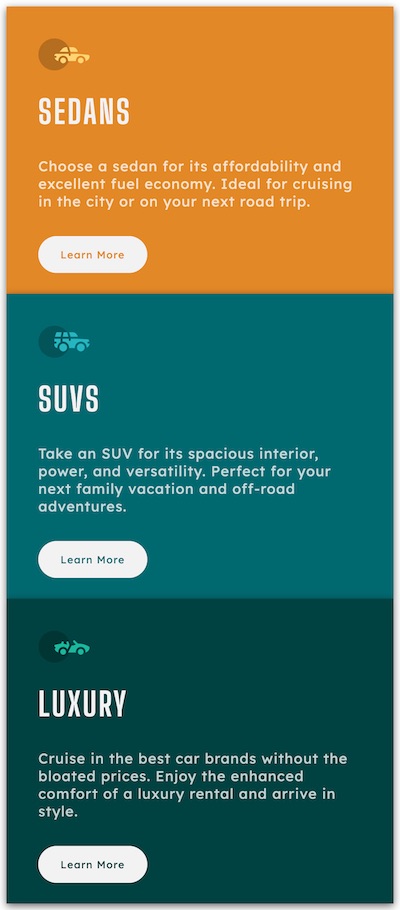 SEDANS
Choose a sedan for its affordability and
excellent fuel economy. Ideal for cruising
in the city or on your next road trip.
Learn More
SUVS
Take an SUV for its spacious interior,
power, and versatility. Perfect for your
next family vacation and off-road
adventures.
Learn More
LUXURY
Cruise in the best car brands without the
bloated prices. Enjoy the enhanced
comfort of a luxury rental and arrive in
style.
Learn More